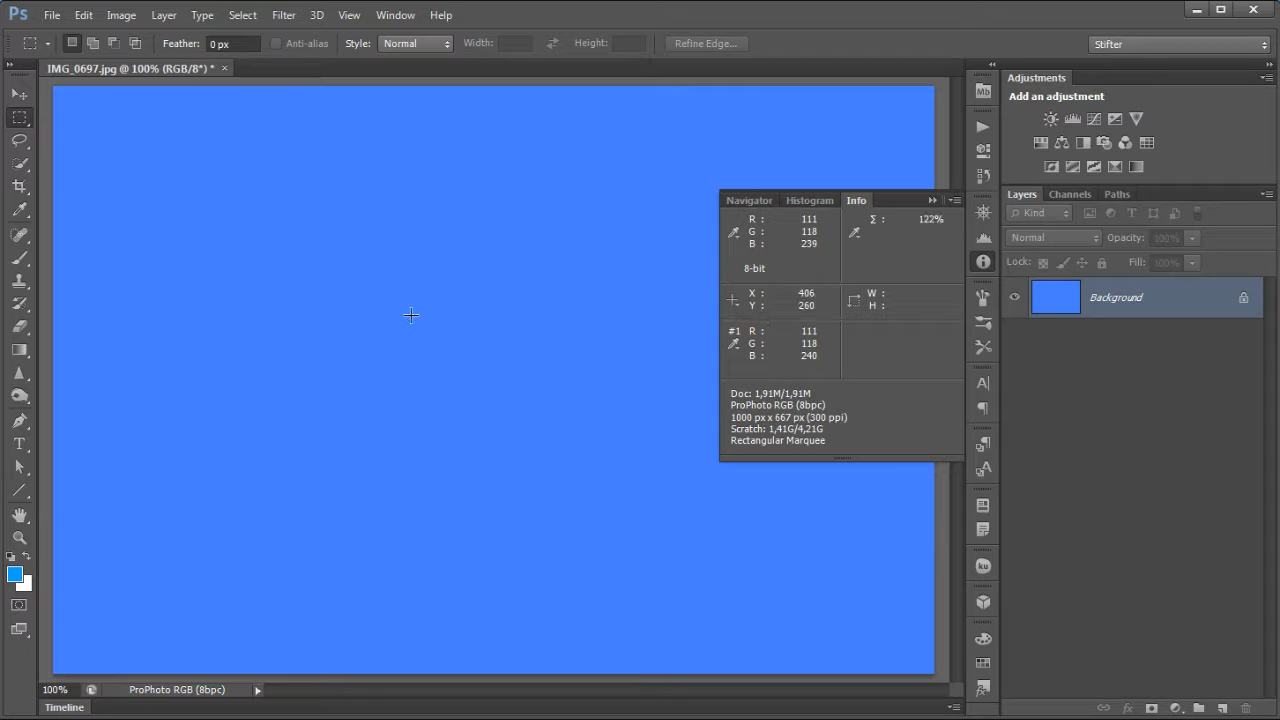 Ps File Edit Image Layer Type Select Filter 3D View Window Help
Feather: 0 px Anti-alias Style: Normal Width: Height: Refine Edge... Stifter
IMG_0697.jpg @ 100% (RGB/8*) * ×
Adjustments
Add an adjustment
Mb
Layers Channels Paths
Kind
Normal Opacity: 100%
Lock: Fill: 100%
Background
Navigator Histogram Info
R : 111 Σ : 122%
G : 118
B : 239
8-bit
X : 406 W :
Y : 260 H :
#1 R : 111
G : 118
B : 240
Doc: 1,91M/1,91M
ProPhoto RGB (8bpc)
1000 px x 667 px (300 ppi)
Scratch: 1,41G/4,21G
Rectangular Marquee
ku
100% ProPhoto RGB (8bpc)
Timeline